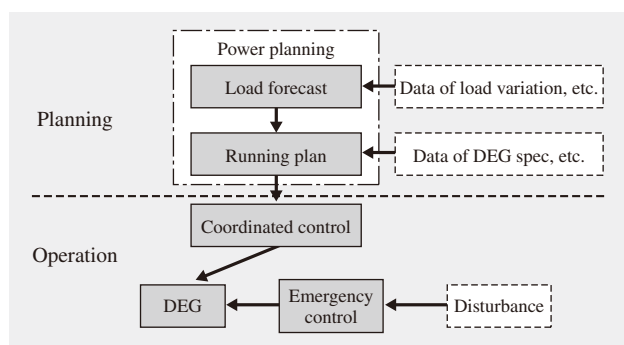 Power planning
Load forecast
Data of load variation, etc.
Planning
Running plan
Data of DEG spec, etc.
Coordinated control
Operation
DEG
Emergency
control
Disturbance